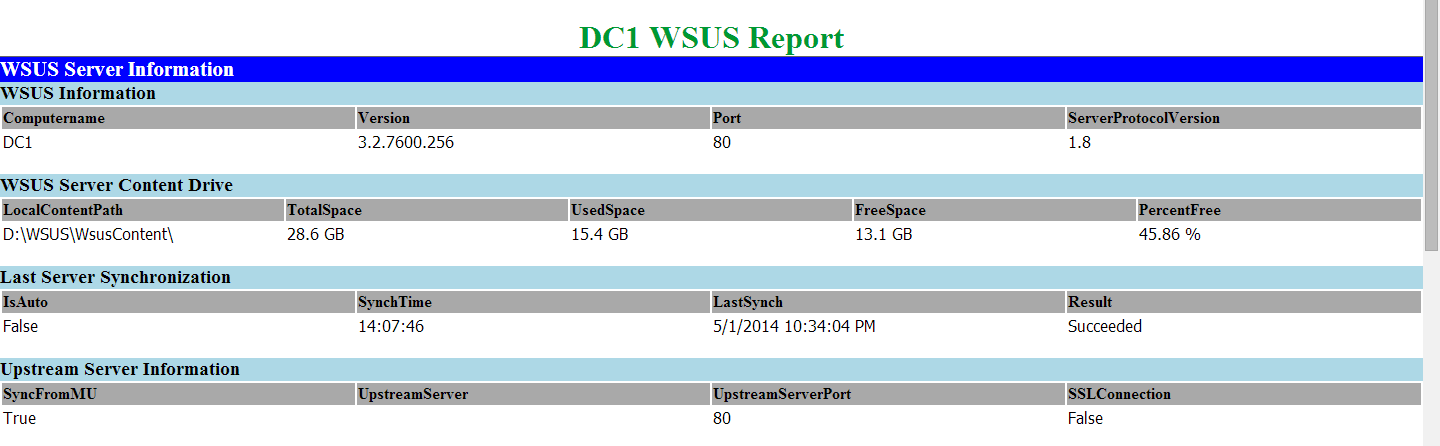 DC1 WSUS Report
WSUS Server Information
WSUS Information
Computername Version Port ServerProtocolVersion
DC1 3.2.7600.256 80 1.8
WSUS Server Content Drive
LocalContentPath TotalSpace UsedSpace FreeSpace PercentFree
D:\WSUS\WsusContent\ 28.6 GB 15.4 GB 13.1 GB 45.86 %
Last Server Synchronization
IsAuto SynchTime LastSynch Result
False 14:07:46 5/1/2014 10:34:04 PM Succeeded
Upstream Server Information
SyncFromMU UpstreamServer UpstreamServerPort SSLConnection
True 80 False